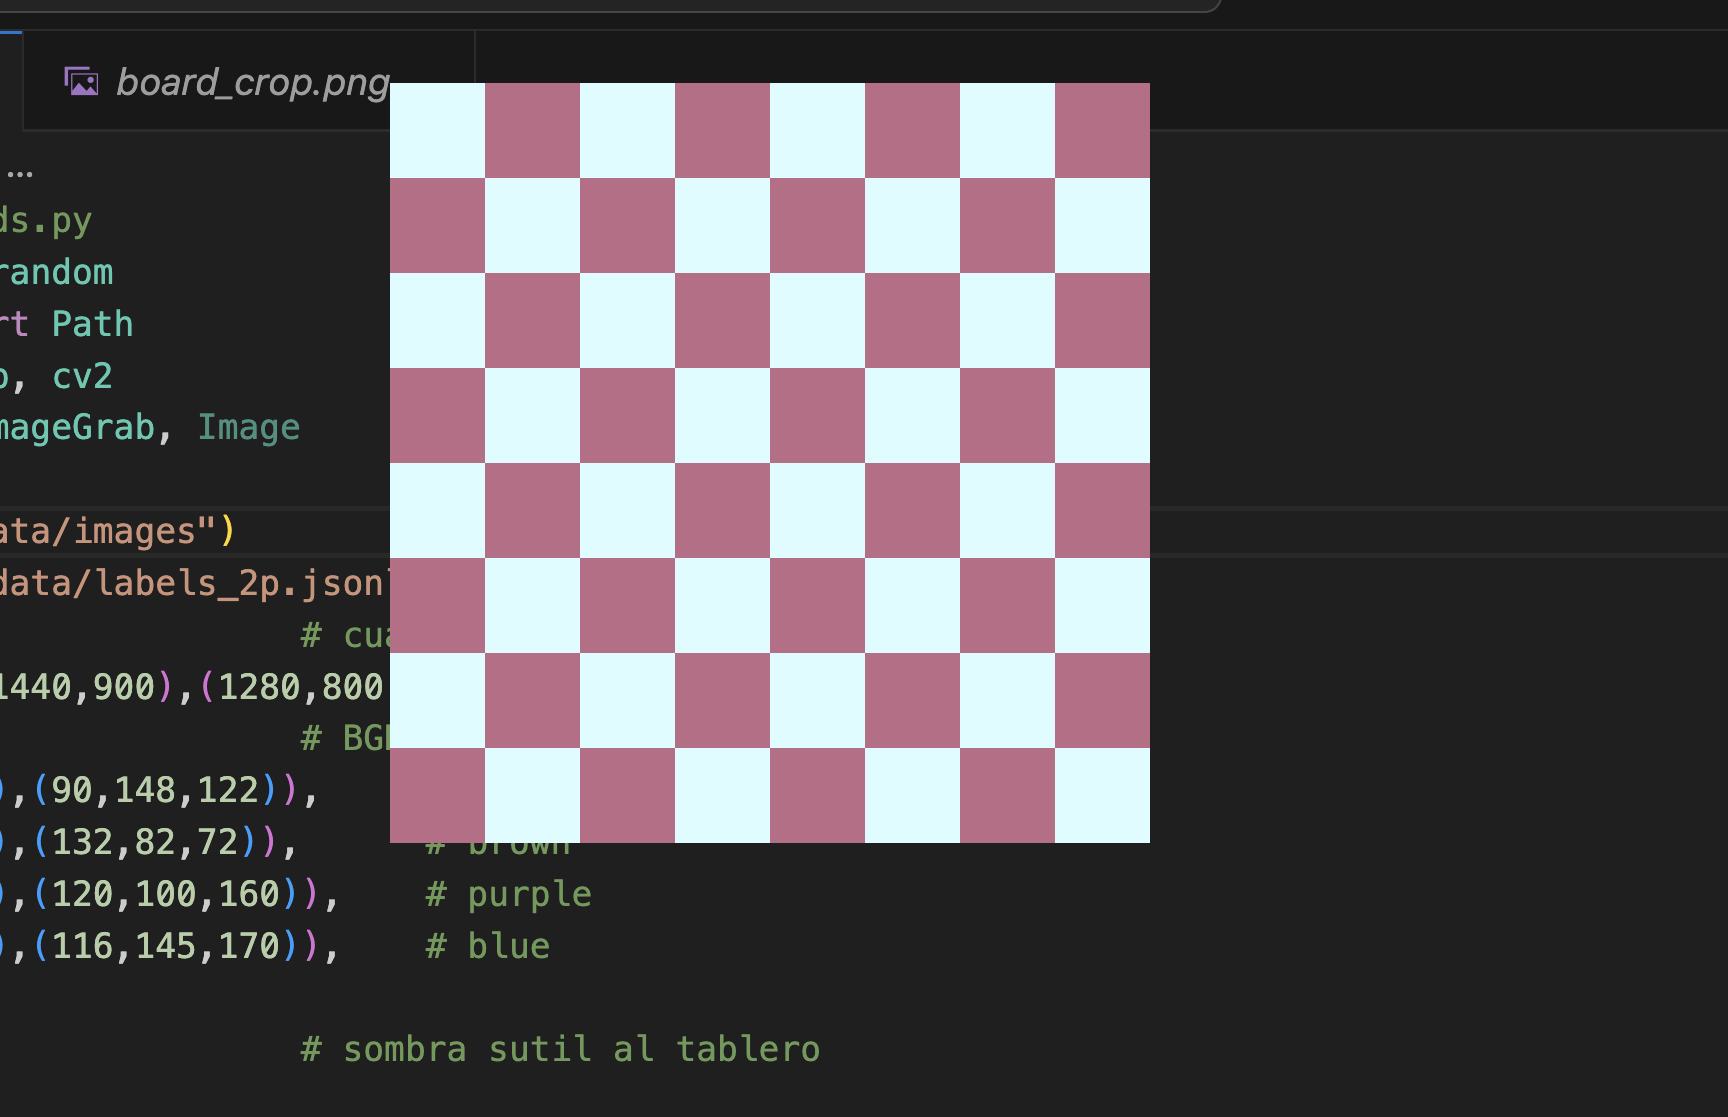 board_crop.png
...
ds.py
random
rt Path
, cv2
mageGrab, Image
ata/images")
data/labels_2p.json
#
1440,900),(1280,800
# BG
),(90,148,122)),
),(132,82,72)), # brown
),(120,100,160)), # purple
),(116,145,170)), # blue
# sombra sutil al tablero